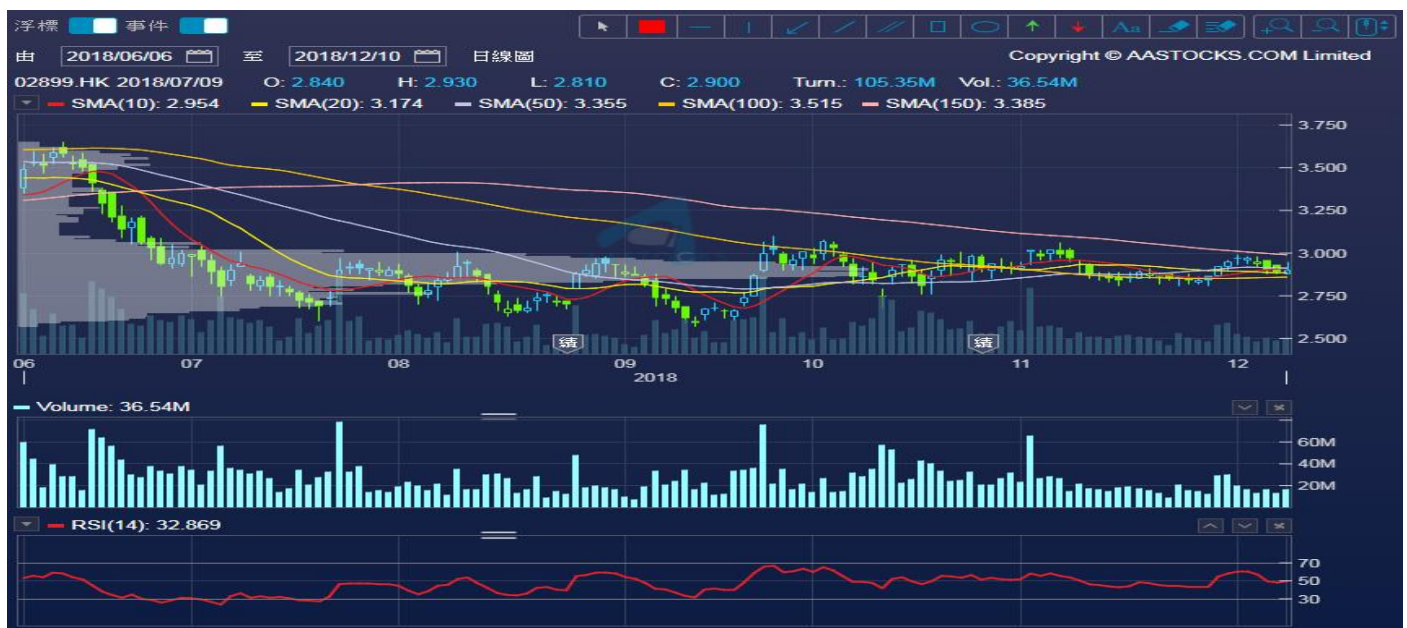 浮標 事件 Aa
由 2018/06/06 至 2018/12/10 日線圖 Copyright © AASTOCKS.COM Limited
02899.HK 2018/07/09 O: 2.840 H: 2.930 L: 2.810 C: 2.900 Turn.: 105.35M Vol.: 36.54M
SMA(10): 2.954 SMA(20): 3.174 SMA(50): 3.355 SMA(100): 3.515 SMA(150): 3.385
3.750
3.500
3.250
3.000
2.750
2.500
績 績
06 07 08 09 10 11 12
2018
Volume: 36.54M
60M
40M
20M
RSI(14): 32.869
70
50
30